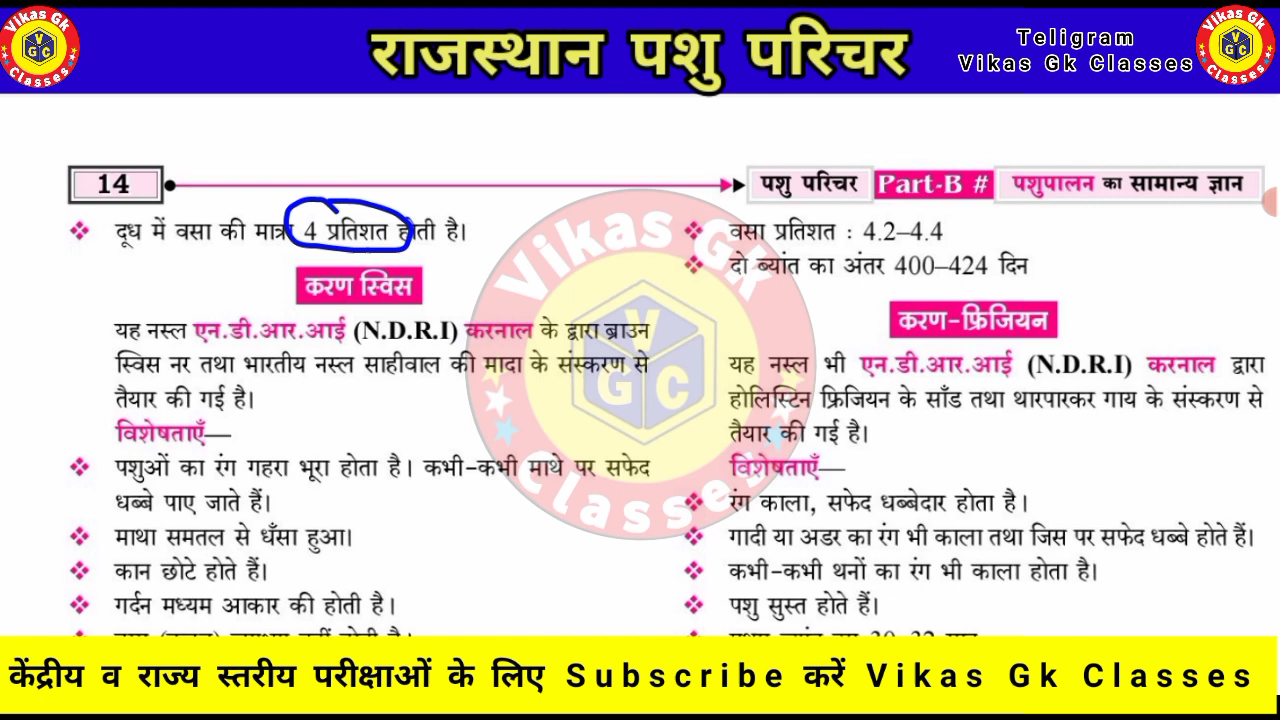 Vikas Gk
V
G C
Classes
राजस्थान पशु परिचर
Teligram
Vikas Gk Classes
Vikas Gk
V
G C
Classes
14
पशु परिचर Part-B # पशुपालन का सामान्य ज्ञान
दूध में वसा की मात्रा 4 प्रतिशत होती है।
करण स्विस
यह नस्ल एन.डी.आर.आई (N.D.R.I) करनाल के द्वारा ब्राउन
स्विस नर तथा भारतीय नस्ल साहीवाल की मादा के संस्करण से
तैयार की गई है।
विशेषताएँ—
पशुओं का रंग गहरा भूरा होता है। कभी-कभी माथे पर सफेद
धब्बे पाए जाते हैं।
माथा समतल से धँसा हुआ।
कान छोटे होते हैं।
गर्दन मध्यम आकार की होती है।
वसा प्रतिशत : 4.2–4.4
दो ब्यांत का अंतर 400–424 दिन
करण-फ्रिजियन
यह नस्ल भी एन.डी.आर.आई (N.D.R.I) करनाल द्वारा
होलिस्टिन फ्रिजियन के साँड तथा थारपारकर गाय के संस्करण से
तैयार की गई है।
विशेषताएँ—
रंग काला, सफेद धब्बेदार होता है।
गादी या अडर का रंग भी काला तथा जिस पर सफेद धब्बे होते हैं।
कभी-कभी थनों का रंग भी काला होता है।
पशु सुस्त होते हैं।
Vikas Gk
V
G C
Classes
केंद्रीय व राज्य स्तरीय परीक्षाओं के लिए Subscribe करें Vikas Gk Classes